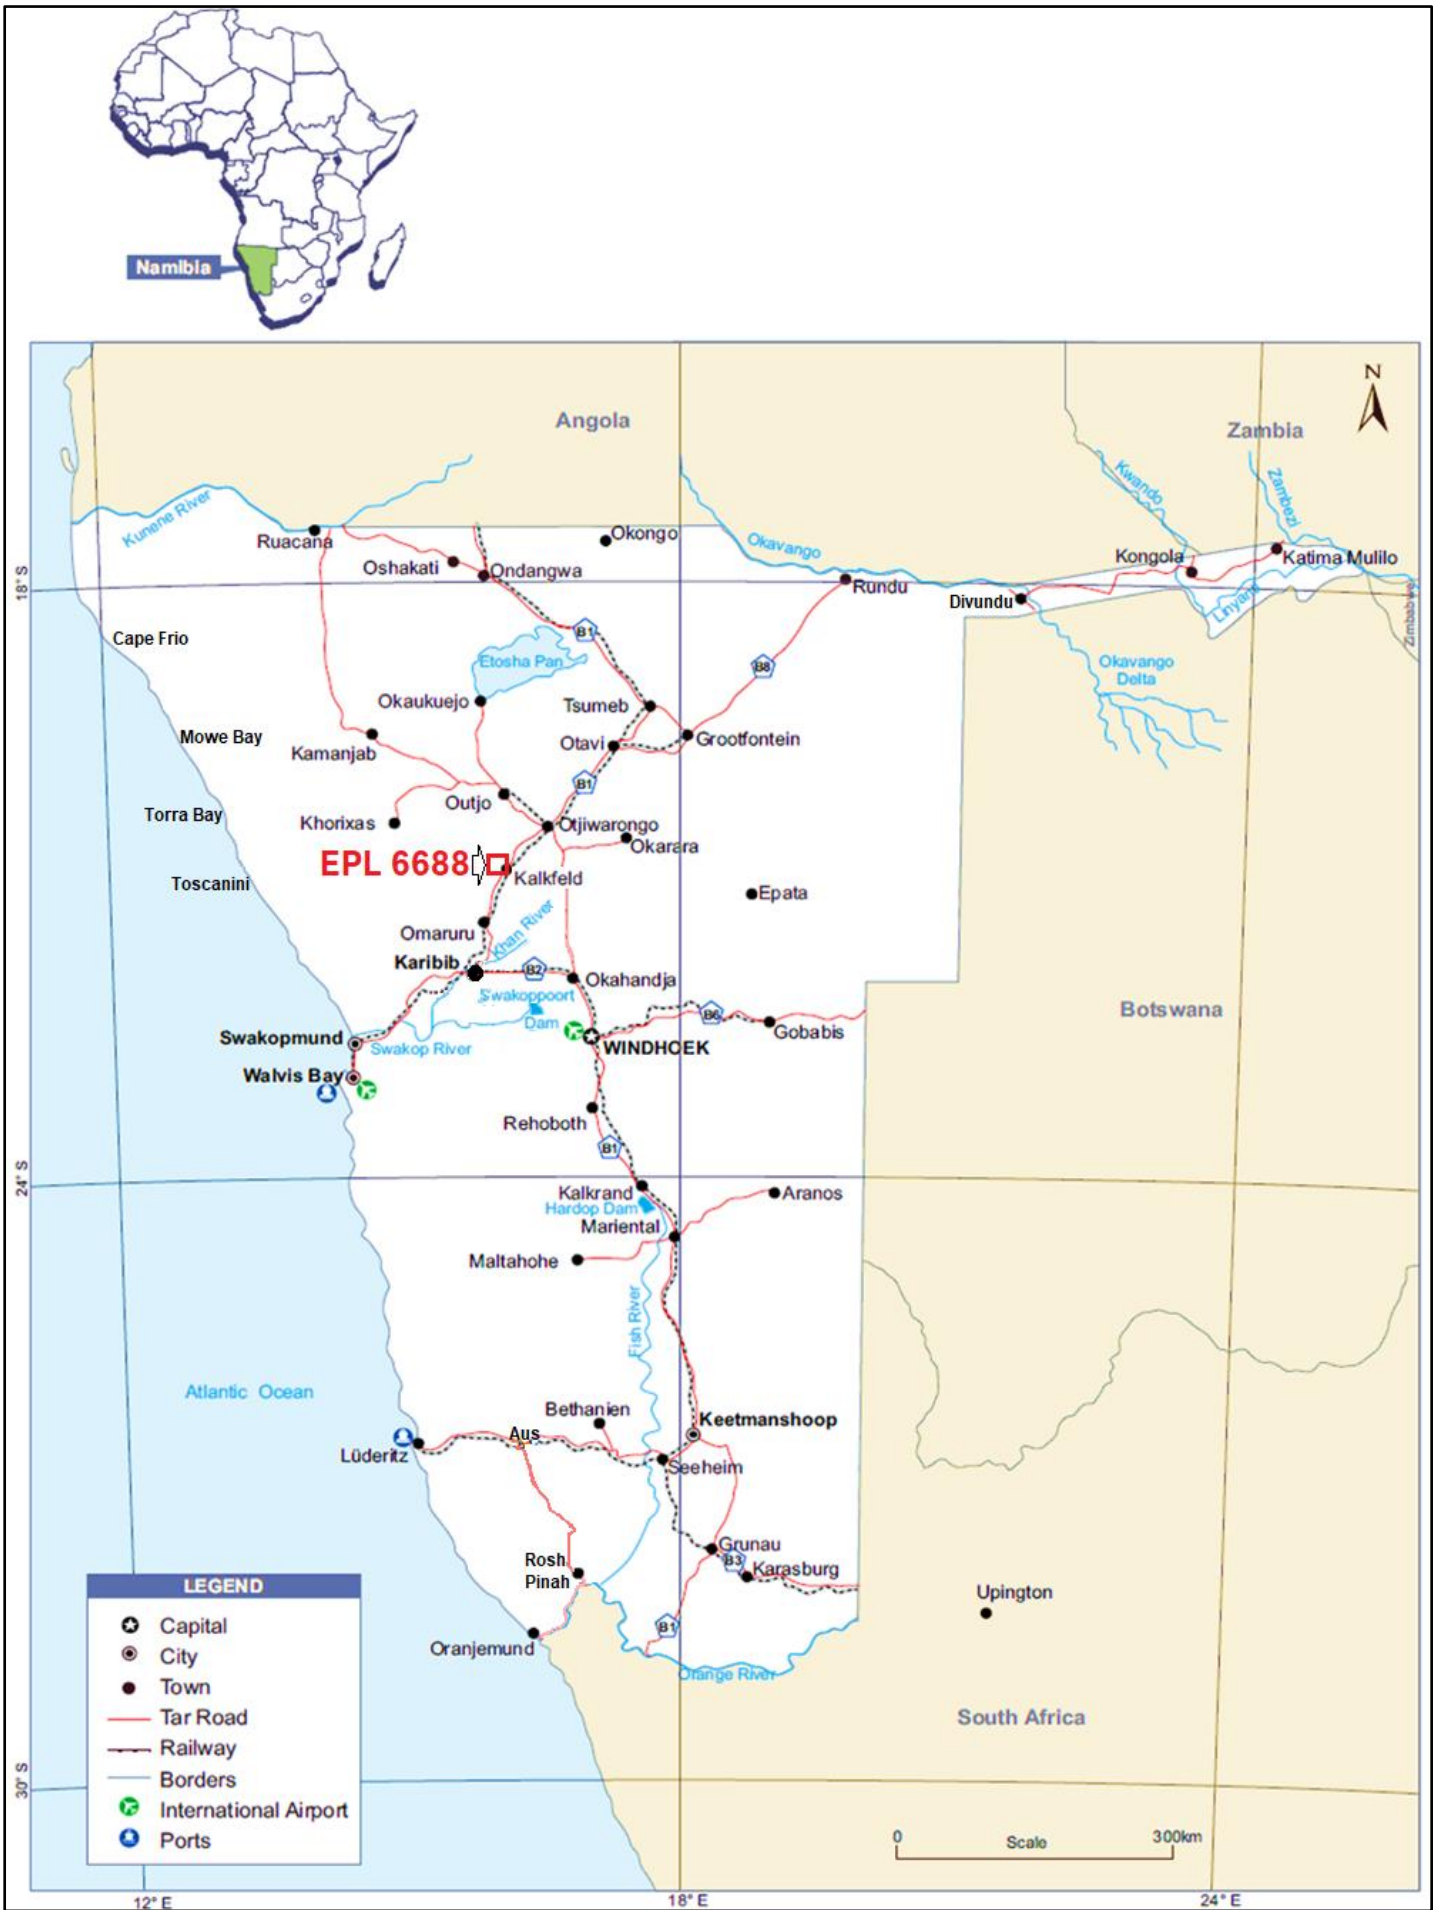 Namibia
N
Angola
Zambia
Kwando
Zambezi
Kunene River
Ruacana
Okongo
Okavango
Oshakati
Ondangwa
Kongola
Katima Mulilo
18° S
Rundu
Divundu
Linyanti
Zimbabwe
Cape Frio
B1
Etosha Pan
B8
Okavango
Delta
Okaukuejo
Tsumeb
Mowe Bay
Kamanjab
Otavi
Grootfontein
B1
Outjo
Torra Bay
Khorixas
Otjiwarongo
Okarara
EPL 6688
Kalkfeld
Toscanini
Epata
Omaruru
Khan River
Karibib
B2
Okahandja
Swakoppoort
Dam
B6
Gobabis
Botswana
Swakopmund
Swakop River
WINDHOEK
Walvis Bay
Rehoboth
B1
24° S
Kalkrand
Hardop Dam
Aranos
Mariental
Maltahohe
Fish River
Atlantic Ocean
Bethanien
Keetmanshoop
Aus
Lüderitz
Seeheim
Grunau
B3
Karasburg
Rosh
Pinah
Upington
B1
Oranjemund
Orange River
South Africa
LEGEND
Capital
City
Town
Tar Road
Railway
Borders
International Airport
Ports
30° S
0
Scale
300km
12° E
18° E
24° E